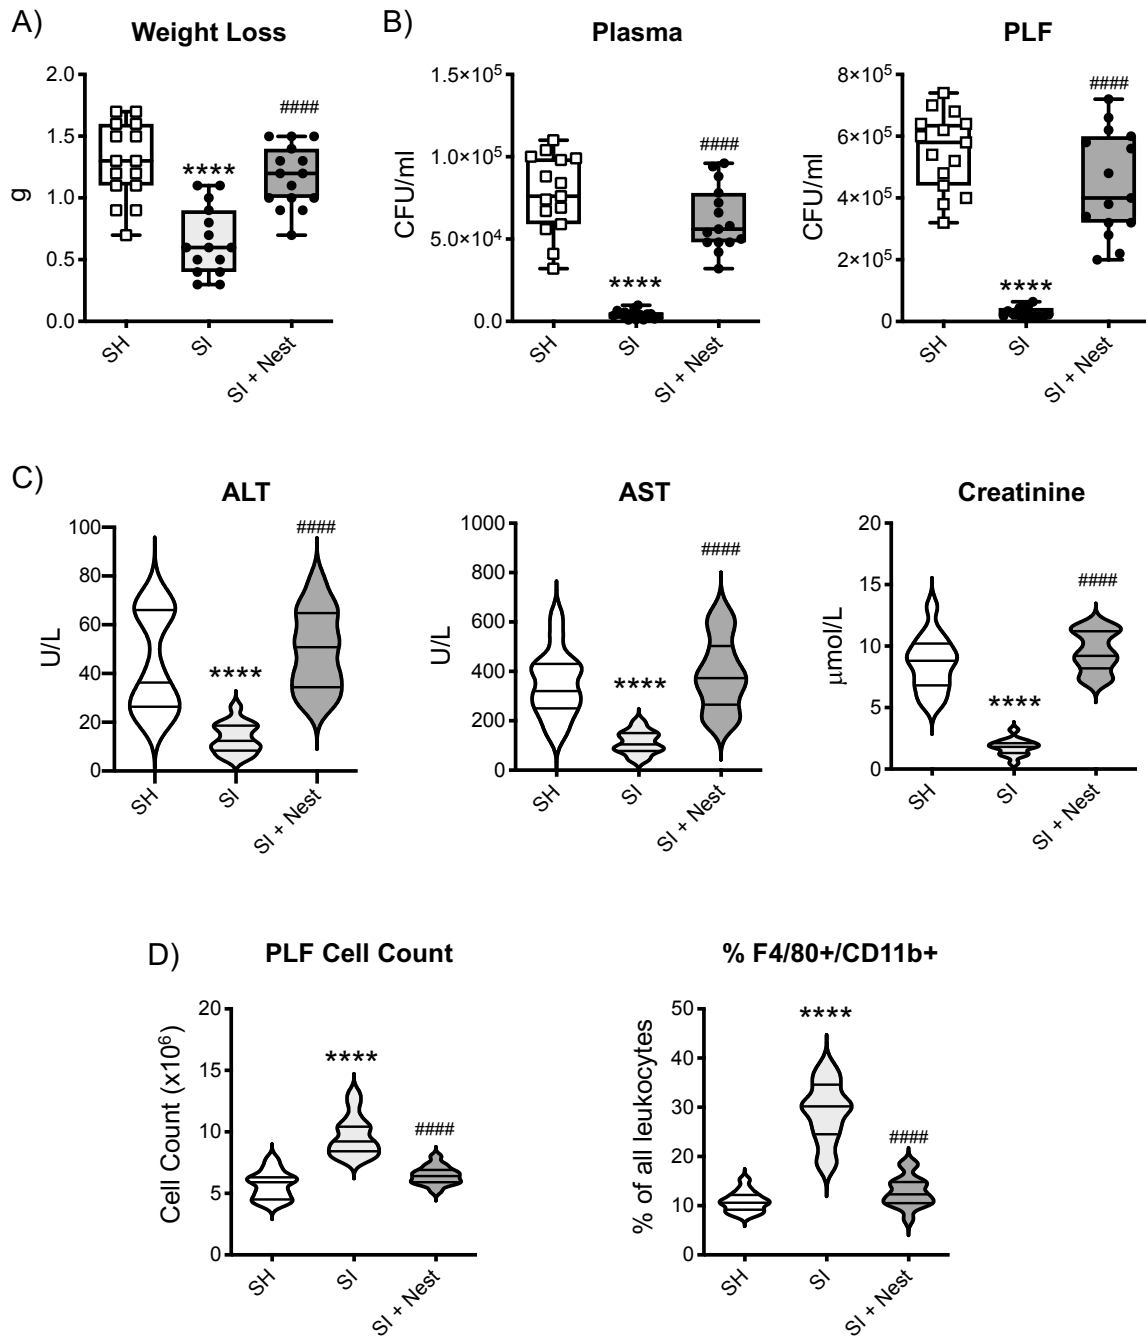 A)
Weight Loss
g
2.0
1.5
1.0
0.5
0.0
####
****
SH
SI
SI + Nest
B)
Plasma
CFU/ml
1.5×10⁵
1.0×10⁵
5.0×10⁴
0.0
####
****
SH
SI
SI + Nest
PLF
CFU/ml
8×10⁵
6×10⁵
4×10⁵
2×10⁵
0
####
****
SH
SI
SI + Nest
C)
ALT
U/L
100
80
60
40
20
0
####
****
SH
SI
SI + Nest
AST
U/L
1000
800
600
400
200
0
####
****
SH
SI
SI + Nest
Creatinine
μmol/L
20
15
10
5
0
####
****
SH
SI
SI + Nest
D)
PLF Cell Count
Cell Count (x10⁶)
20
15
10
5
0
****
####
SH
SI
SI + Nest
% F4/80+/CD11b+
% of all leukocytes
50
40
30
20
10
0
****
####
SH
SI
SI + Nest